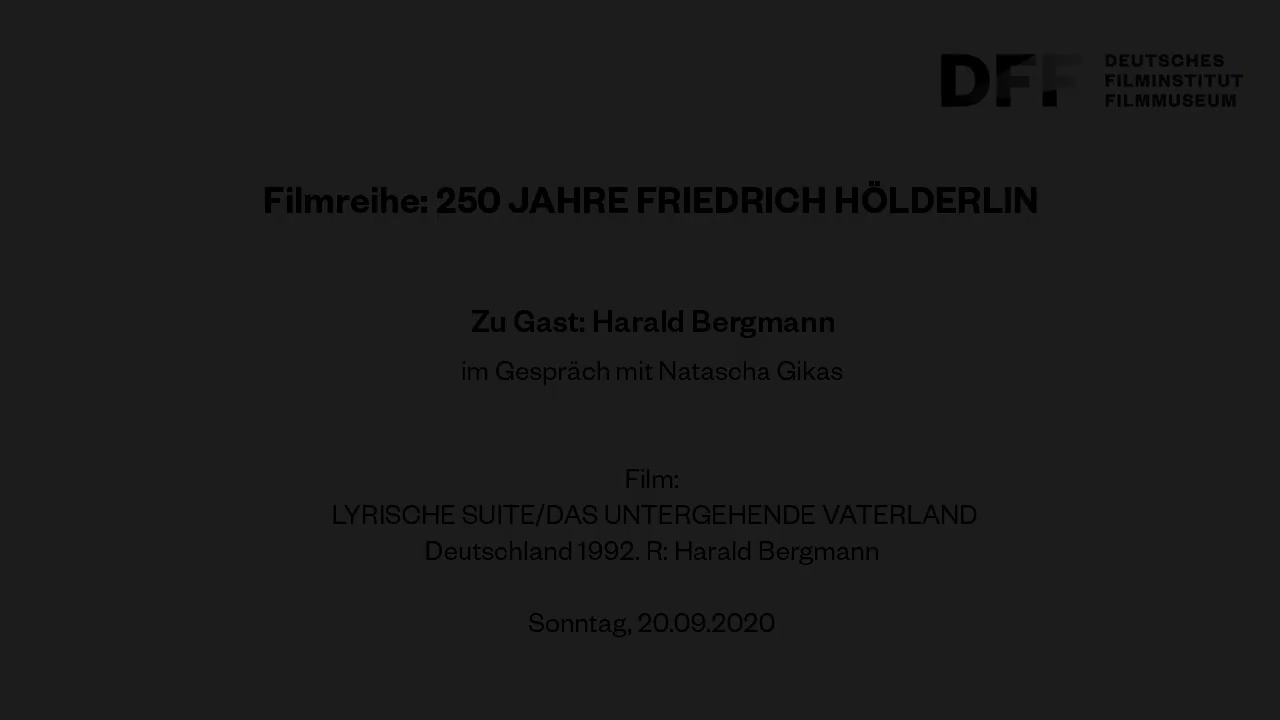 DFF
DEUTSCHES
FILMINSTITUT
FILMMUSEUM
Filmreihe: 250 JAHRE FRIEDRICH HÖLDERLIN
Zu Gast: Harald Bergmann
im Gespräch mit Natascha Gikas
Film:
LYRISCHE SUITE/DAS UNTERGEHENDE VATERLAND
Deutschland 1992. R: Harald Bergmann
Sonntag, 20.09.2020